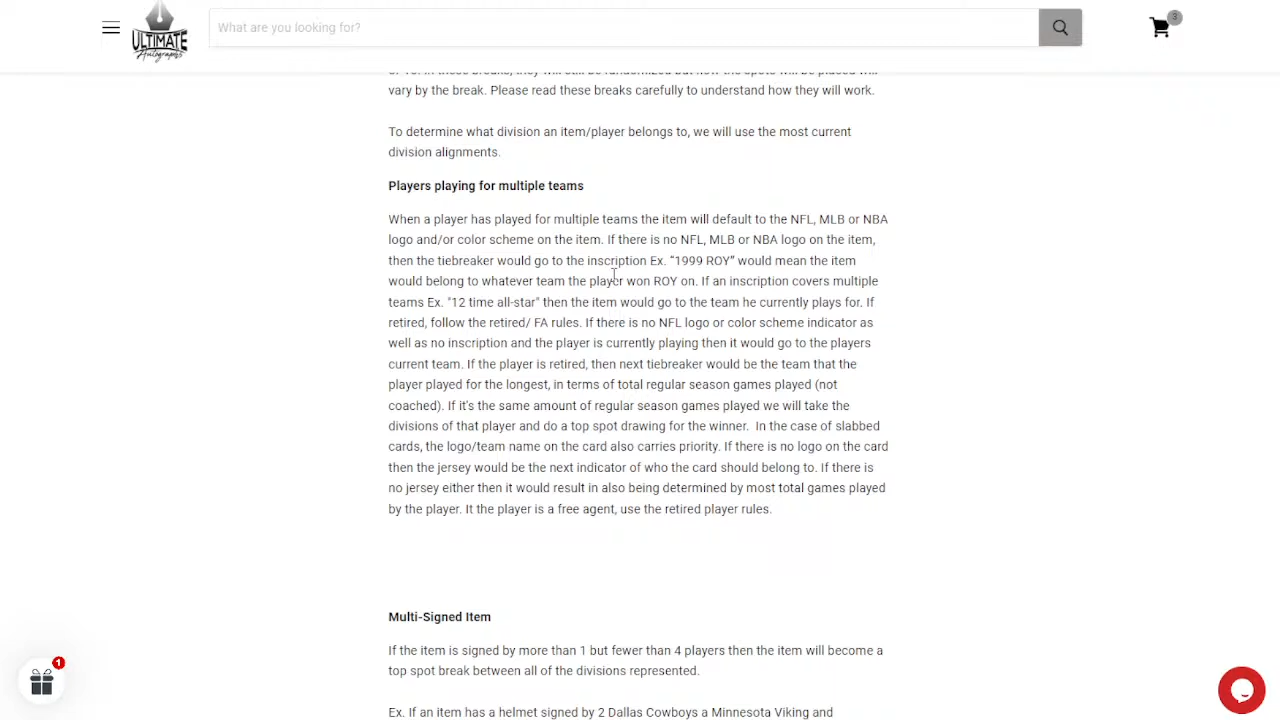 ULTIMATE
Autographs
What are you looking for?
3
vary by the break. Please read these breaks carefully to understand how they will work.
To determine what division an item/player belongs to, we will use the most current
division alignments.
Players playing for multiple teams
When a player has played for multiple teams the item will default to the NFL, MLB or NBA
logo and/or color scheme on the item. If there is no NFL, MLB or NBA logo on the item,
then the tiebreaker would go to the inscription Ex. “1999 ROY” would mean the item
would belong to whatever team the player won ROY on. If an inscription covers multiple
teams Ex. "12 time all-star" then the item would go to the team he currently plays for. If
retired, follow the retired/ FA rules. If there is no NFL logo or color scheme indicator as
well as no inscription and the player is currently playing then it would go to the players
current team. If the player is retired, then next tiebreaker would be the team that the
player played for the longest, in terms of total regular season games played (not
coached). If it's the same amount of regular season games played we will take the
divisions of that player and do a top spot drawing for the winner. In the case of slabbed
cards, the logo/team name on the card also carries priority. If there is no logo on the card
then the jersey would be the next indicator of who the card should belong to. If there is
no jersey either then it would result in also being determined by most total games played
by the player. It the player is a free agent, use the retired player rules.
Multi-Signed Item
If the item is signed by more than 1 but fewer than 4 players then the item will become a
top spot break between all of the divisions represented.
Ex. If an item has a helmet signed by 2 Dallas Cowboys a Minnesota Viking and
1